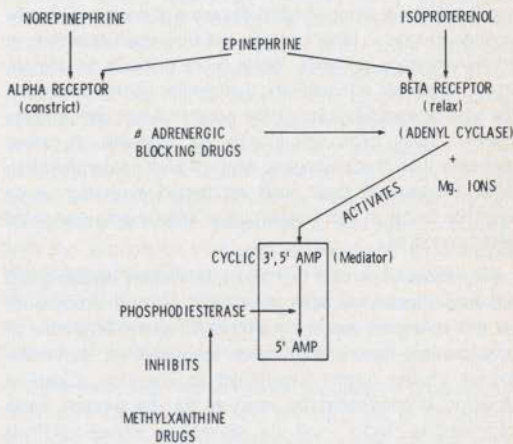 NOREPINEPHRINE
ISOPROTERENOL
EPINEPHRINE
ALPHA RECEPTOR
(constrict)
BETA RECEPTOR
(relax)
β ADRENERGIC
BLOCKING DRUGS
(ADENYL CYCLASE)
+
Mg. IONS
ACTIVATES
CYCLIC 3',5' AMP (Mediator)
PHOSPHODIESTERASE
5' AMP
INHIBITS
METHYLXANTHINE
DRUGS